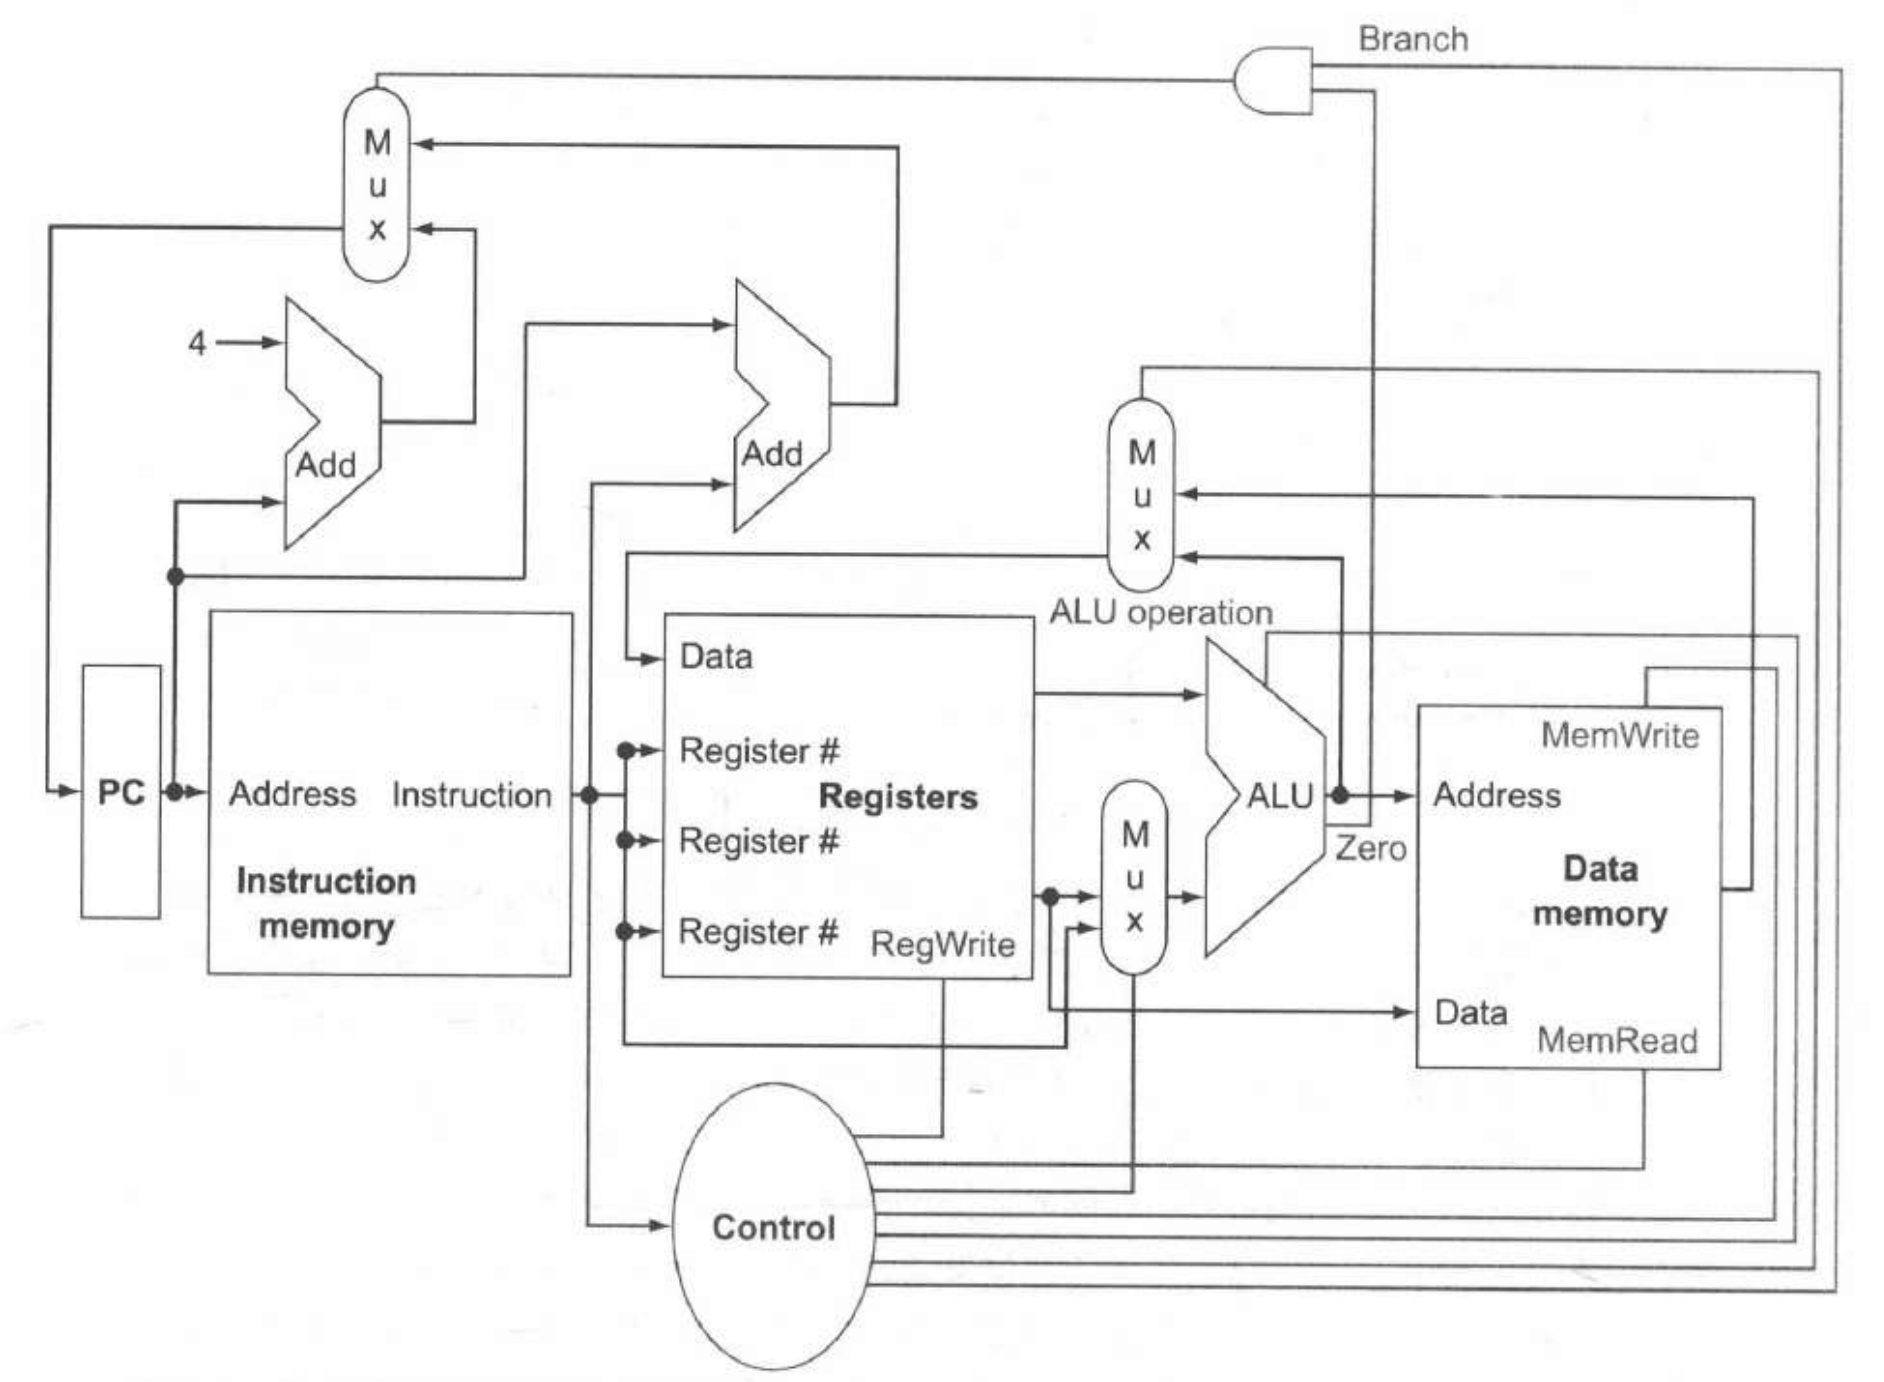 Branch
M
u
x
4
Add
Add
M
u
x
ALU operation
Data
Register #
Registers
Register #
Register #
RegWrite
PC
Address
Instruction
Instruction
memory
M
u
x
ALU
Zero
MemWrite
Address
Data
memory
Data
MemRead
Control